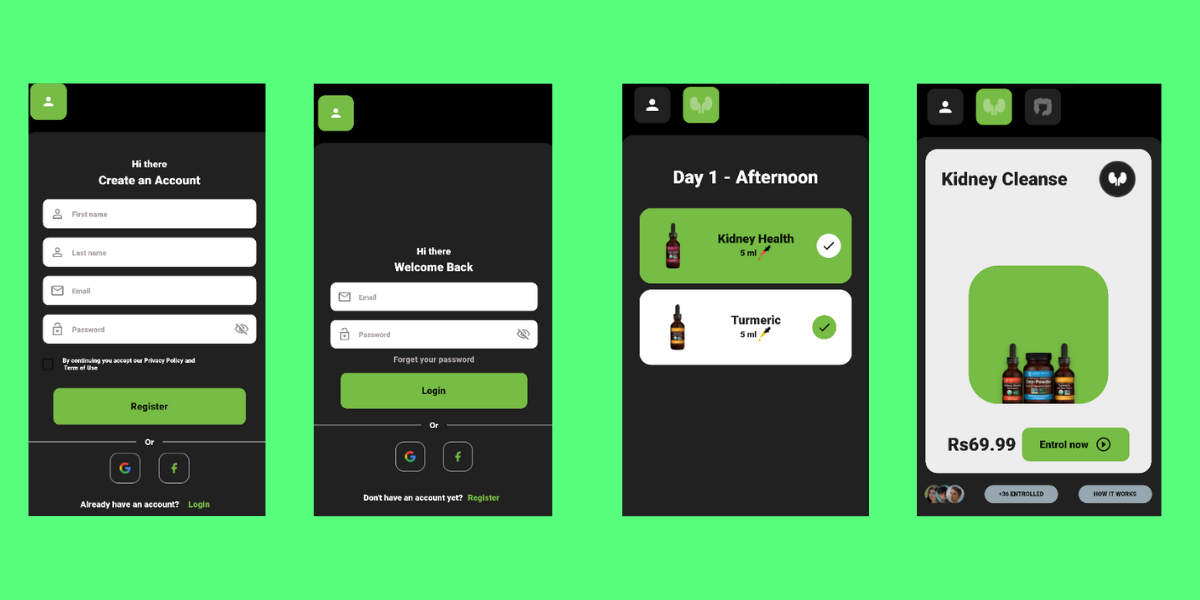 Hi there
Create an Account
First name
Last name
Email
Password
By continuing you accept our Privacy Policy and
Term of Use
Register
Or
Already have an account? Login
Hi there
Welcome Back
Email
Password
Forget your password
Login
Or
Don't have an account yet? Register
Day 1 - Afternoon
Kidney Health
5 ml
Turmeric
5 ml
Kidney Cleanse
Rs69.99
Entrol now
+36 ENTROLLED
HOW IT WORKS